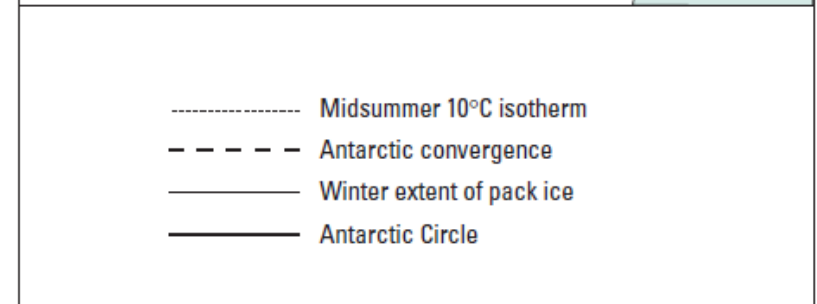 Midsummer 10°C isotherm
Antarctic convergence
Winter extent of pack ice
Antarctic Circle